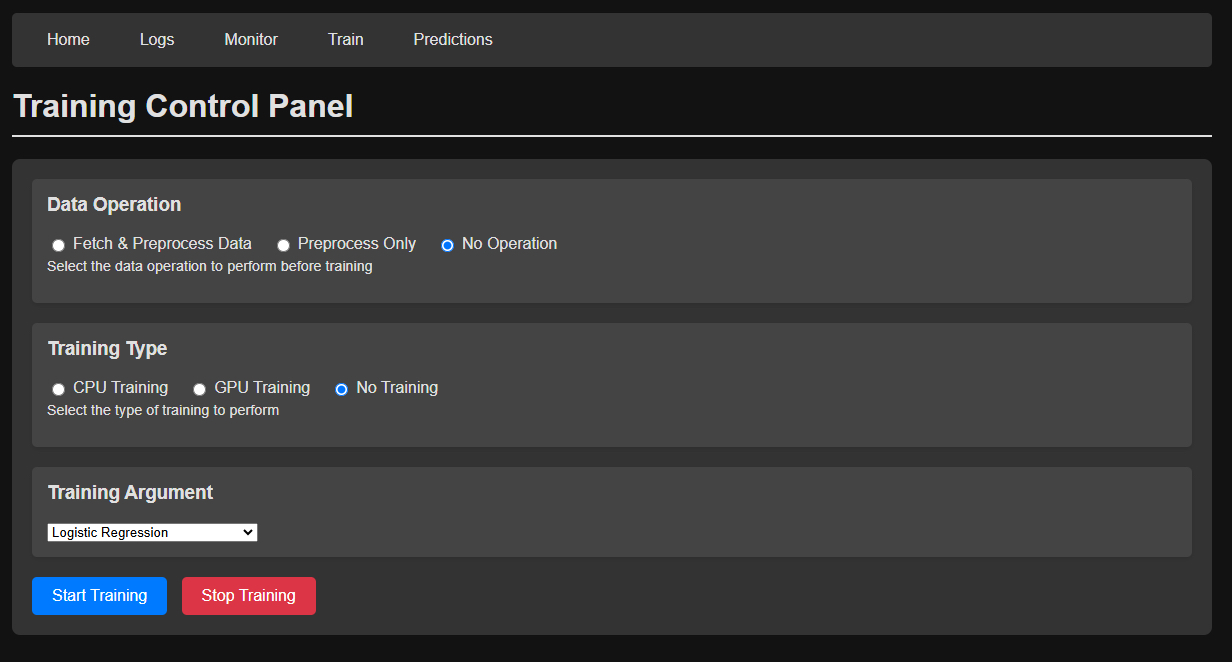 Home Logs Monitor Train Predictions
Training Control Panel
Data Operation
Fetch & Preprocess Data Preprocess Only No Operation
Select the data operation to perform before training
Training Type
CPU Training GPU Training No Training
Select the type of training to perform
Training Argument
Logistic Regression
Start Training Stop Training